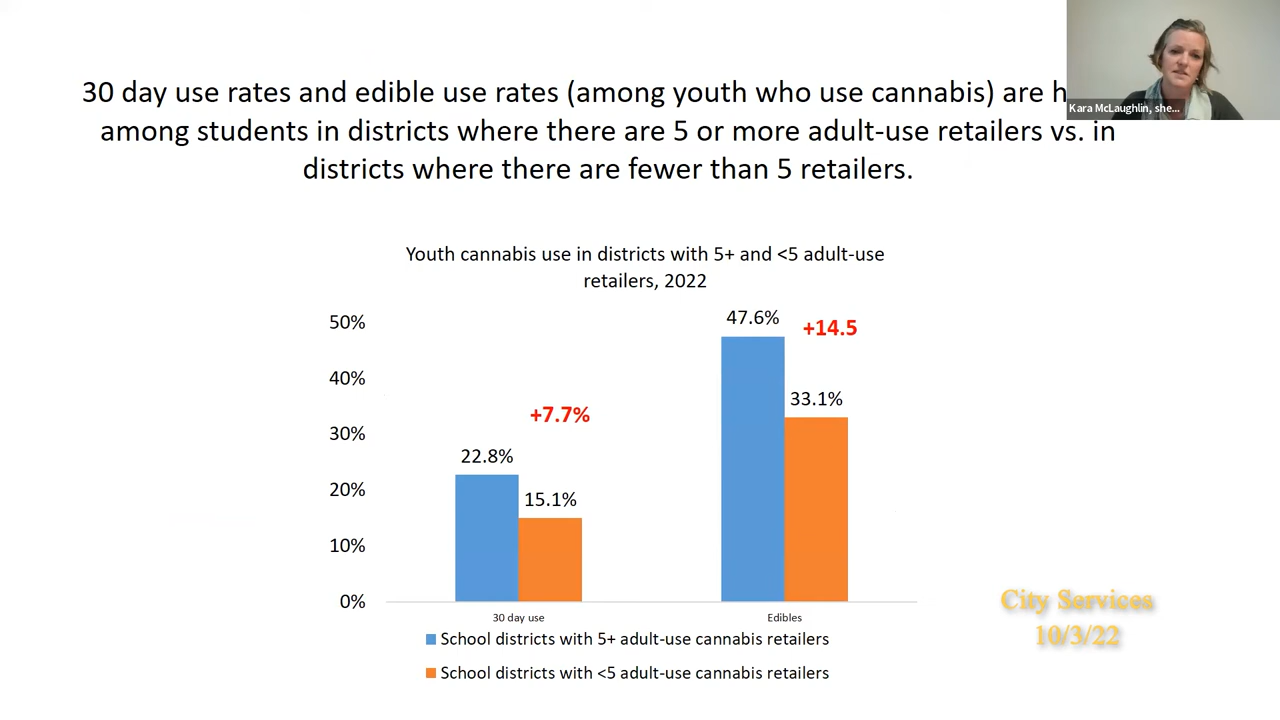 30 day use rates and edible use rates (among youth who use cannabis) are
among students in districts where there are 5 or more adult-use retailers vs. in
districts where there are fewer than 5 retailers.
Kara McLaughlin, she...
Youth cannabis use in districts with 5+ and <5 adult-use
retailers, 2022
50%
40%
30%
20%
10%
0%
22.8%
15.1%
+7.7%
47.6%
33.1%
+14.5
30 day use
Edibles
School districts with 5+ adult-use cannabis retailers
School districts with <5 adult-use cannabis retailers
City Services
10/3/22